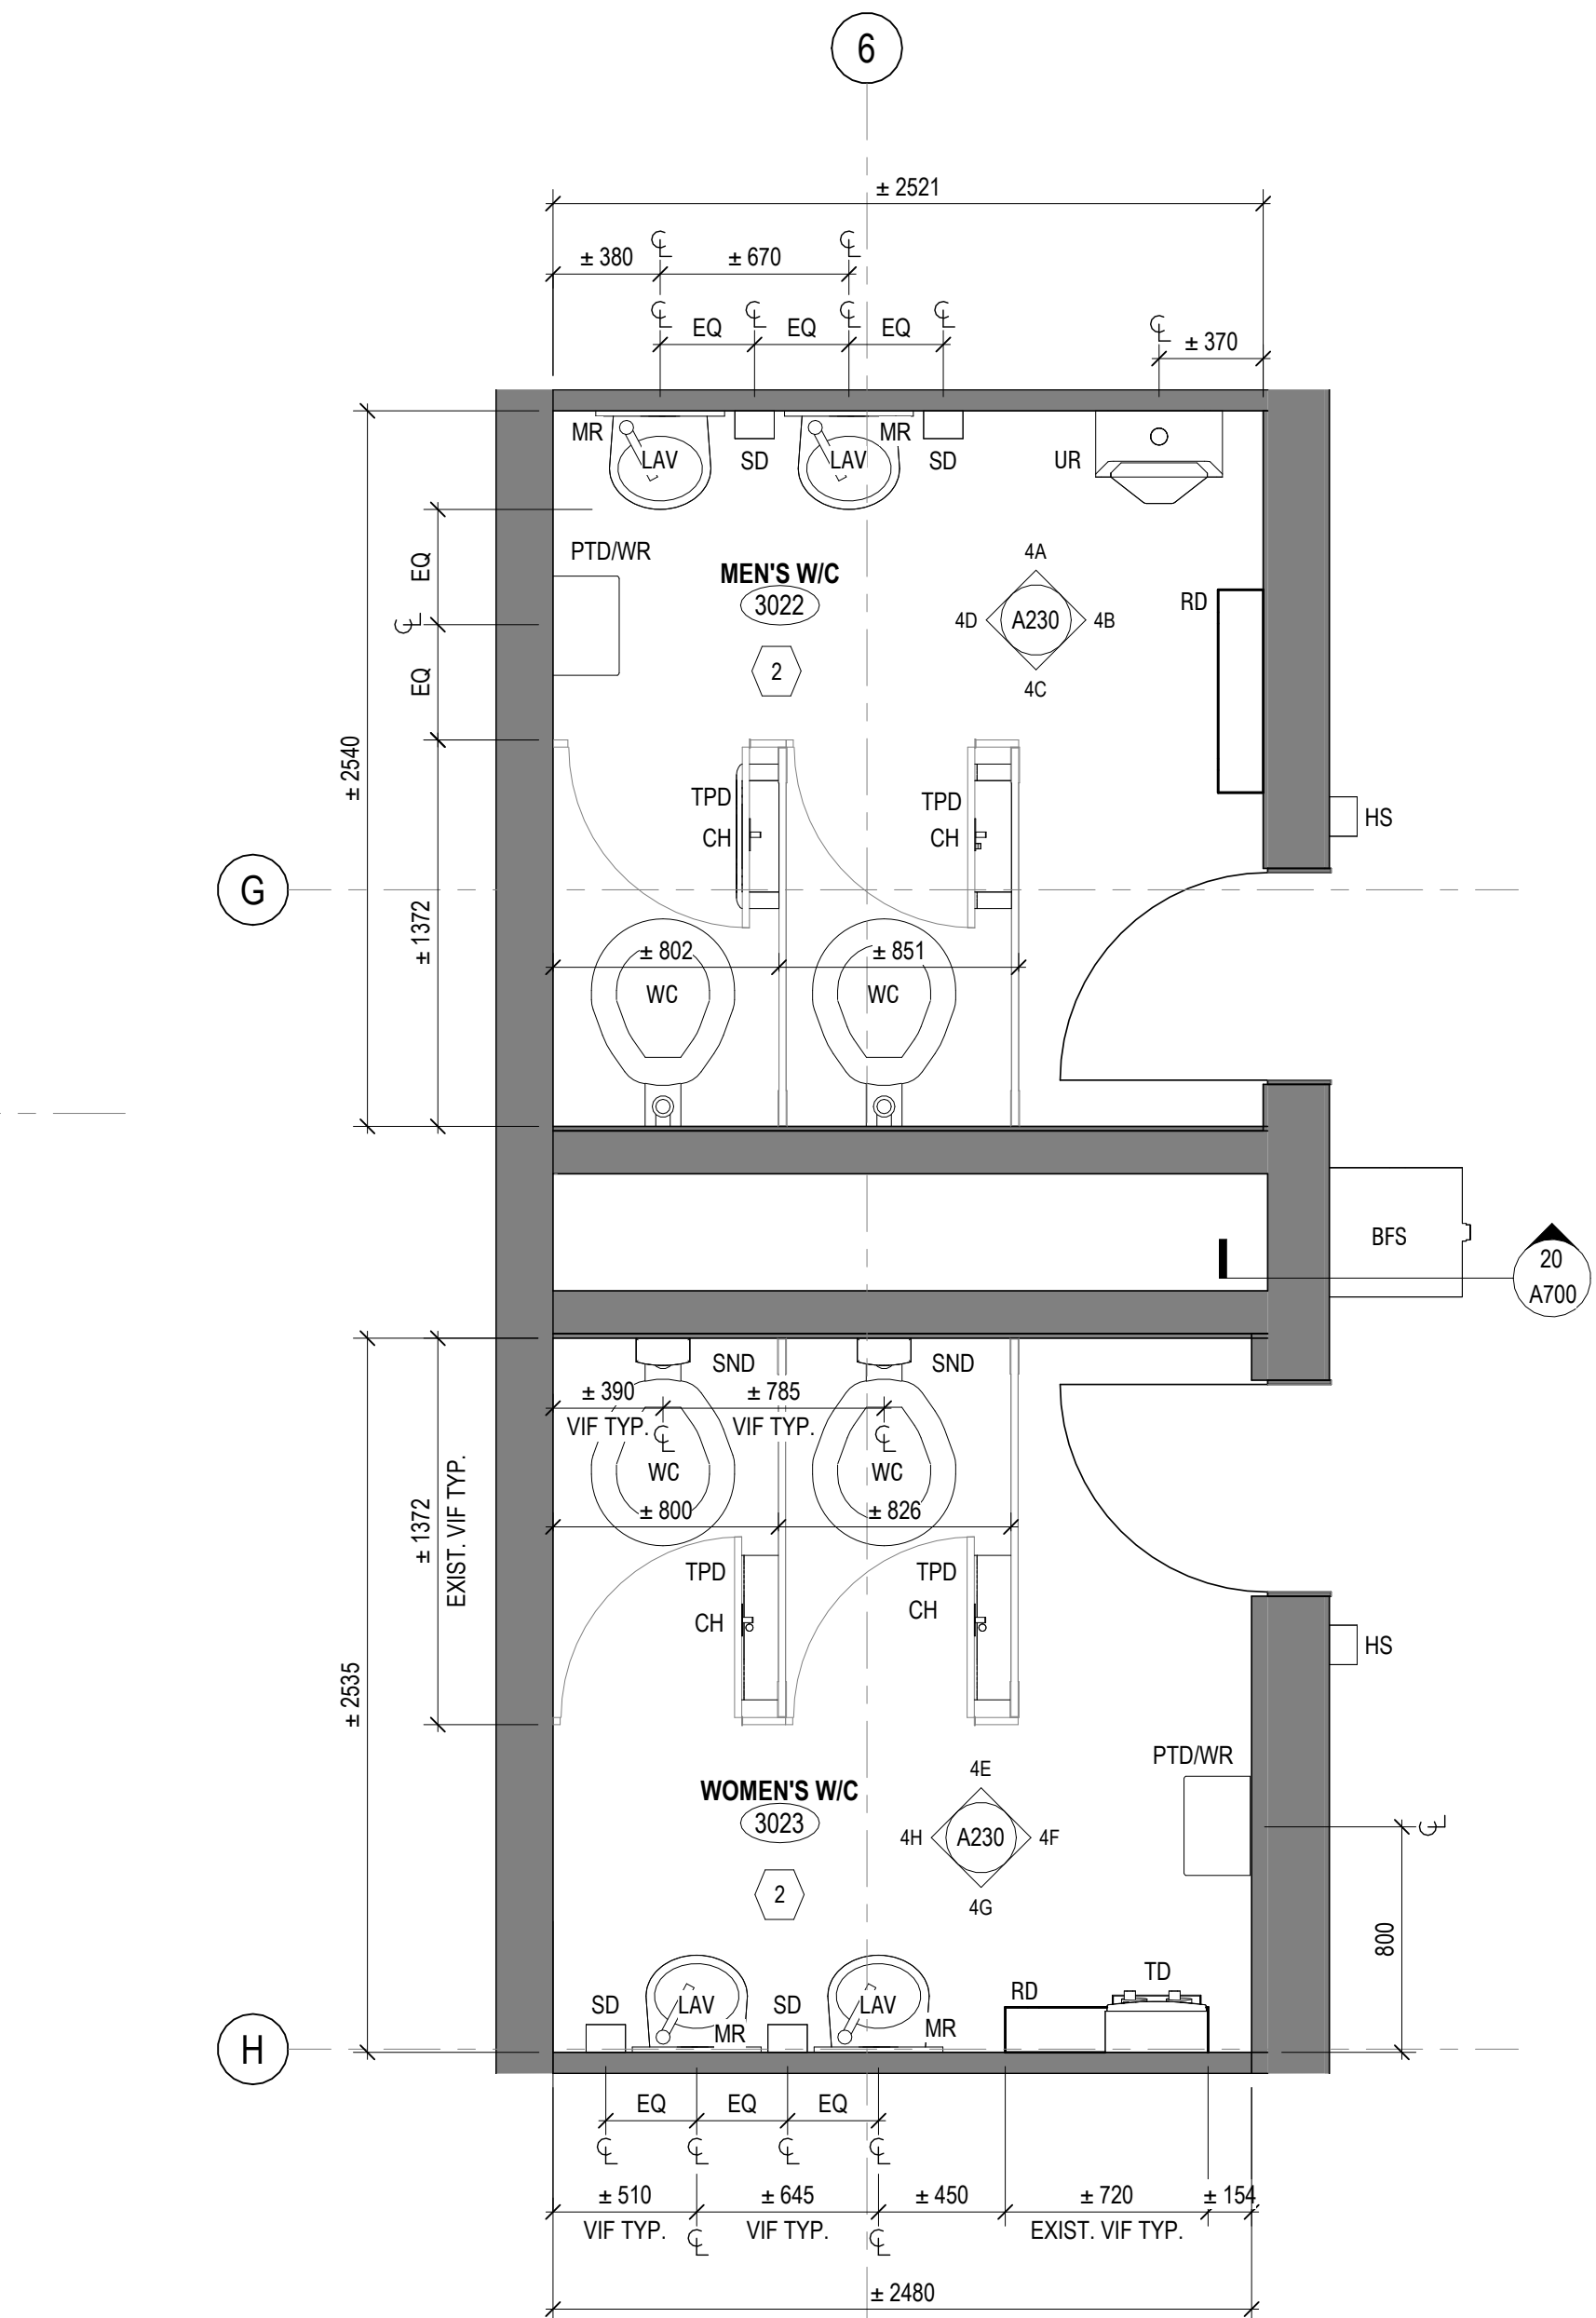 6
± 2521
± 380
± 670
EQ
EQ
EQ
± 370
MR
LAV
SD
MR
LAV
SD
UR
PTD/WR
MEN'S W/C
3022
2
4A
4D
A230
4B
4C
RD
EQ
EQ
± 2540
± 1372
TPD
CH
TPD
CH
HS
G
± 802
± 851
WC
WC
BFS
20
A700
SND
SND
± 390
VIF TYP.
± 785
VIF TYP.
WC
WC
± 800
± 826
± 1372
EXIST. VIF TYP.
TPD
CH
TPD
CH
HS
± 2535
PTD/WR
WOMEN'S W/C
3023
2
4E
4H
A230
4F
4G
800
SD
LAV
MR
SD
LAV
MR
RD
TD
H
EQ
EQ
EQ
± 510
VIF TYP.
± 645
VIF TYP.
± 450
± 720
EXIST. VIF TYP.
± 154
± 2480